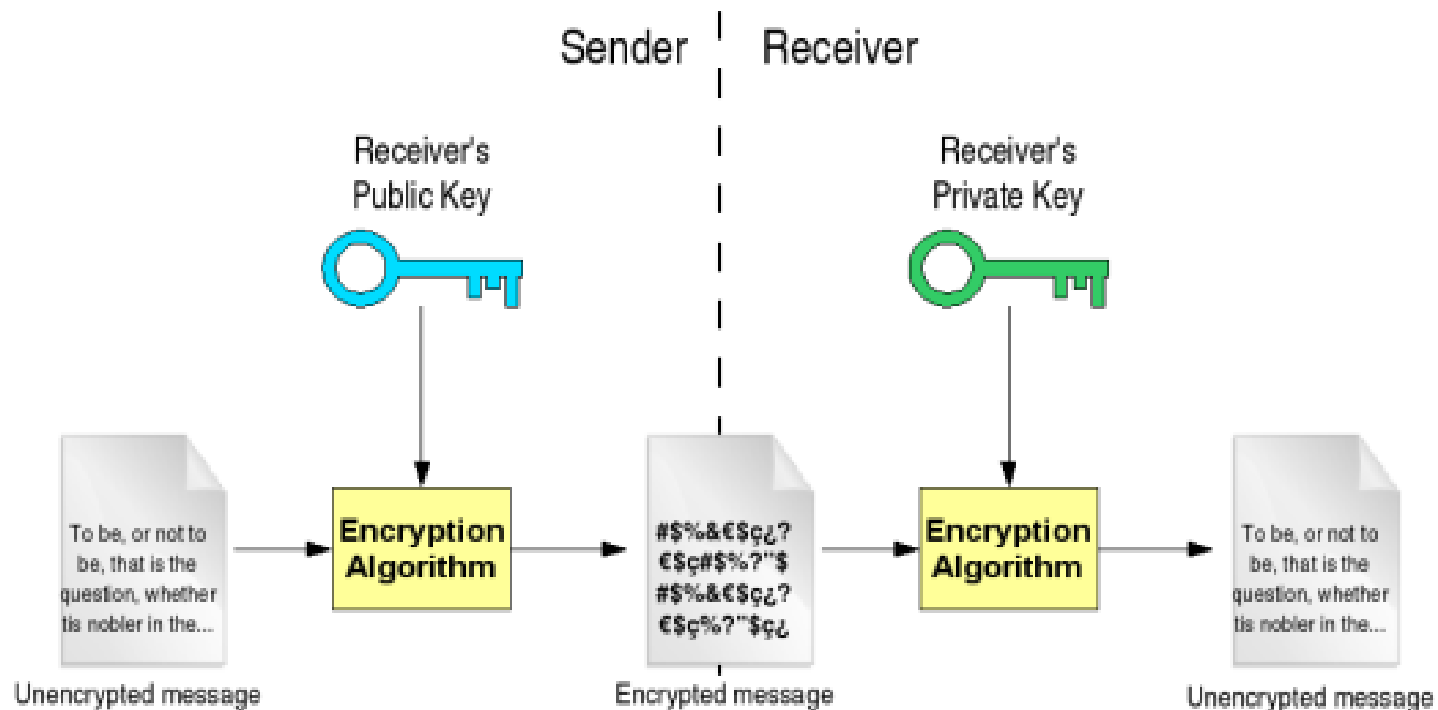 Sender
Receiver
Receiver's
Public Key
Receiver's
Private Key
To be, or not to
be, that is the
question, whether
tis nobler in the...
Encryption
Algorithm
#$%&€$ç¿?
€$ç#$%?"$
#$%&€$ç¿?
€$ç%?"$ç¿
Encryption
Algorithm
To be, or not to
be, that is the
question, whether
tis nobler in the...
Unencrypted message
Encrypted message
Unencrypted message